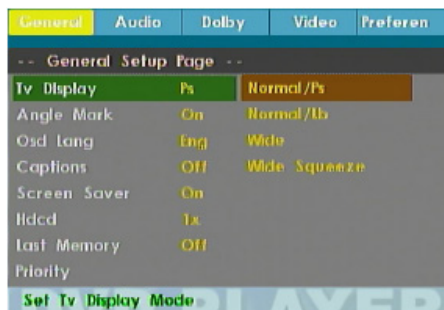 General Audio Dolby Video Preferen
-- General Setup Page --
Tv Display Ps Normal/Ps
Angle Mark On Normal/Lb
Osd Lang Eng Wide
Captions Off Wide Squeeze
Screen Saver On
Hdcd 1x
Last Memory Off
Priority
Set Tv Display Mode
PLAYER